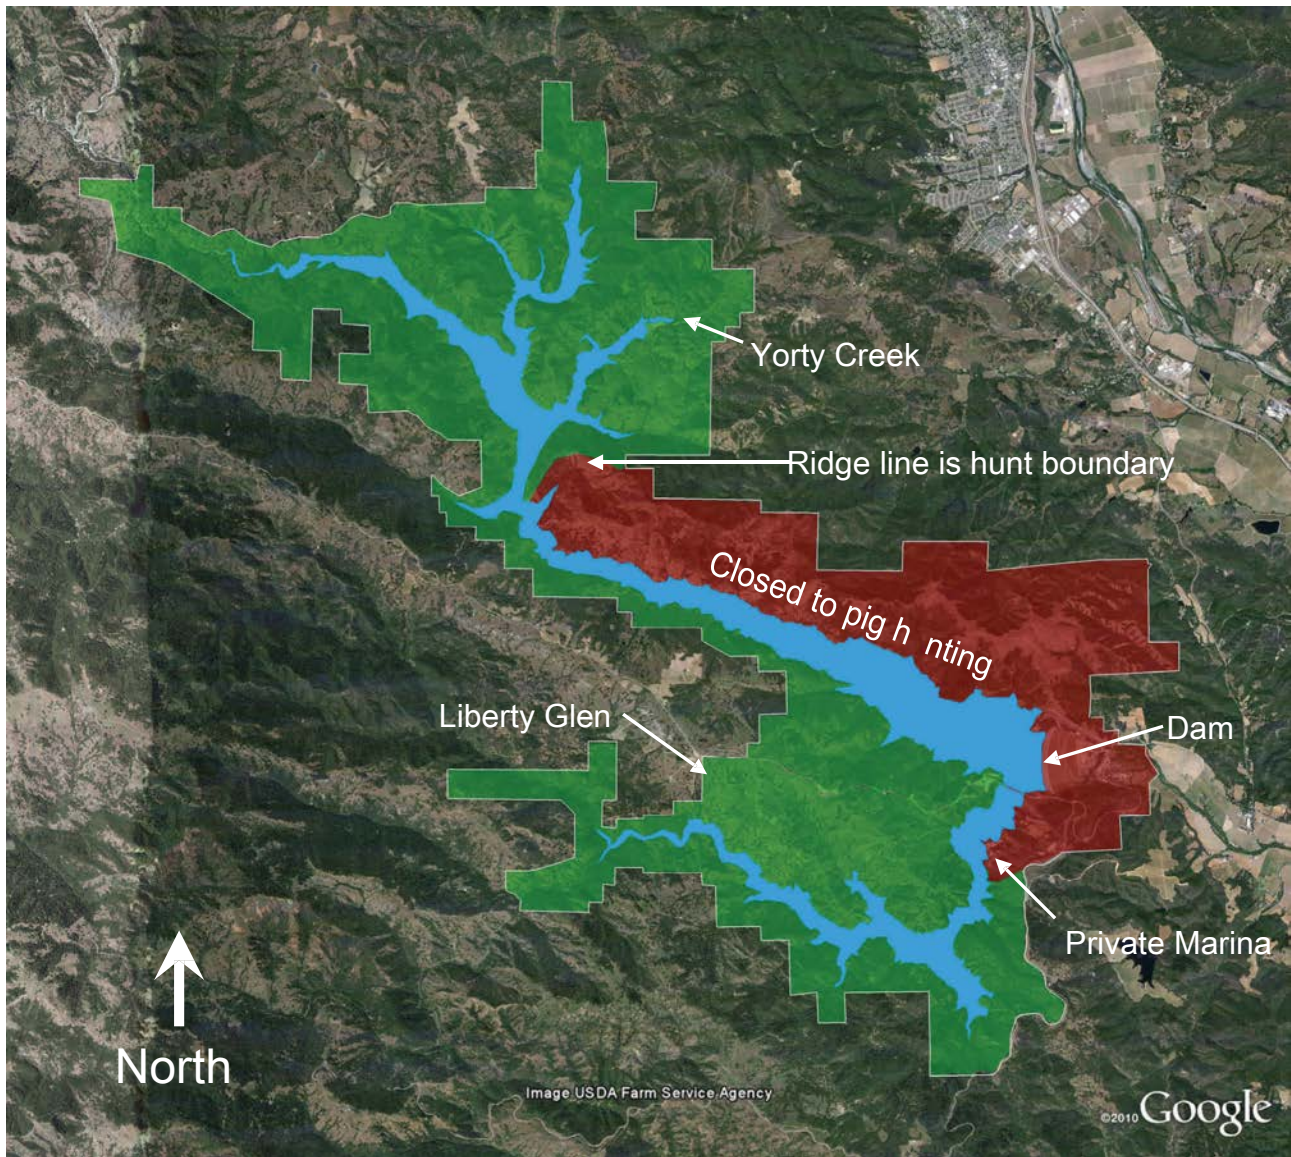 Yorty Creek
Ridge line is hunt boundary
Closed to pig h nting
Liberty Glen
Dam
Private Marina
North
Image USDA Farm Service Agency
©2010 Google